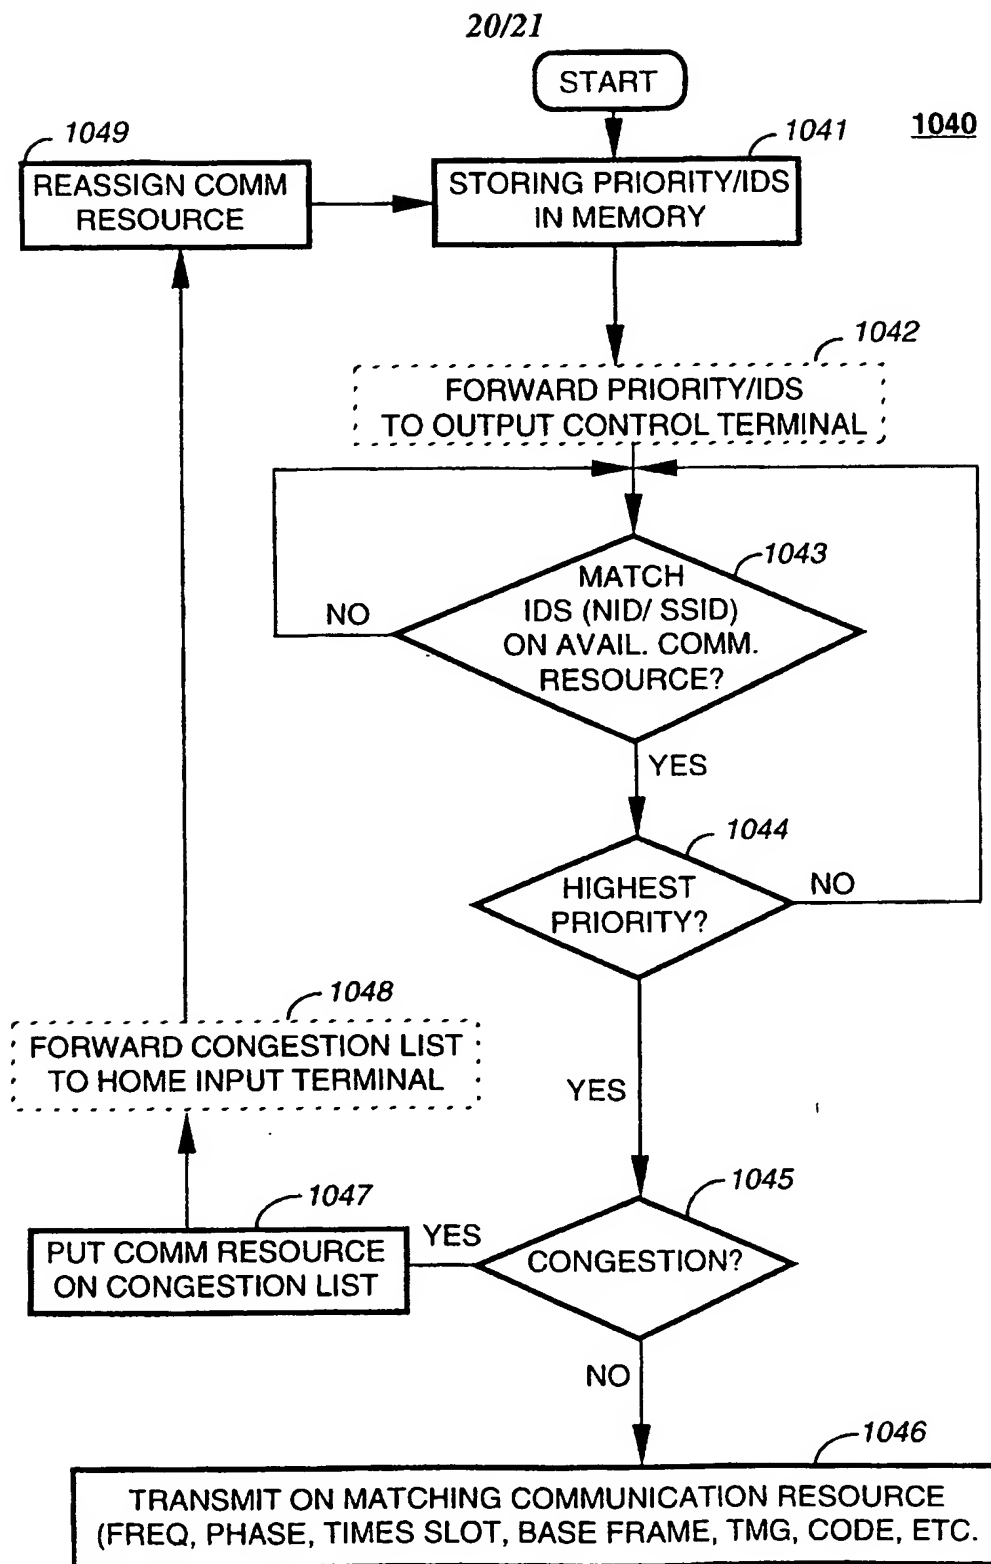 20/21
START
1040
1049
1041
REASSIGN COMM
RESOURCE
STORING PRIORITY/IDS
IN MEMORY
1042
FORWARD PRIORITY/IDS
TO OUTPUT CONTROL TERMINAL
1043
MATCH
IDS (NID/ SSID)
ON AVAIL. COMM.
RESOURCE?
NO
YES
1044
HIGHEST
PRIORITY?
NO
1048
FORWARD CONGESTION LIST
TO HOME INPUT TERMINAL
YES
1045
1047
PUT COMM RESOURCE
ON CONGESTION LIST
YES
CONGESTION?
NO
1046
TRANSMIT ON MATCHING COMMUNICATION RESOURCE
(FREQ, PHASE, TIMES SLOT, BASE FRAME, TMG, CODE, ETC.